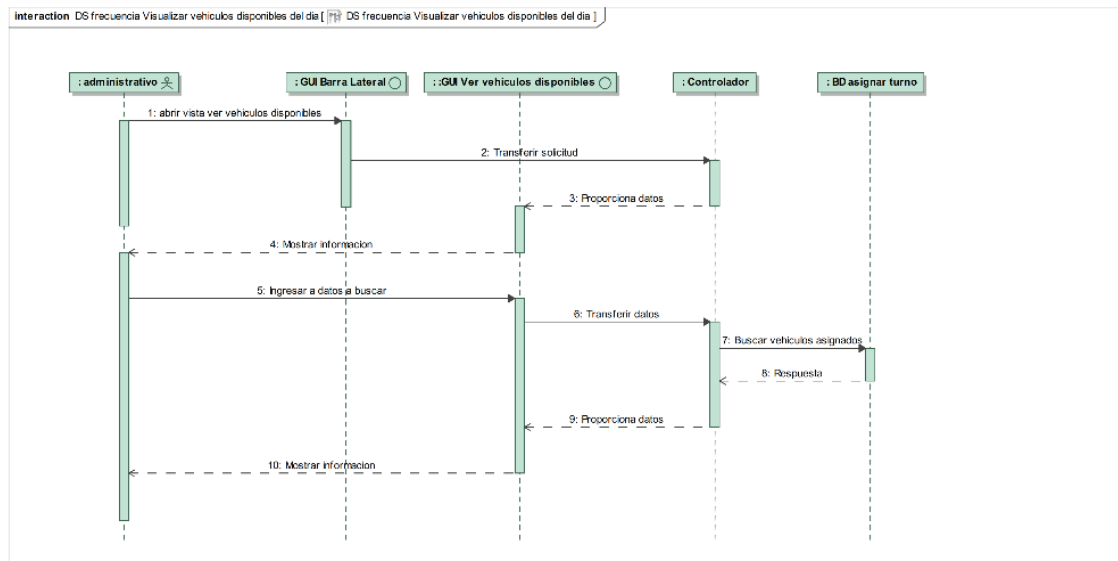 interaction DS frecuencia Visualizar vehiculos disponibles del dia [ DS frecuencia Visualizar vehiculos disponibles del dia ]
: administrativo
: GUI Barra Lateral
: :GUI Ver vehiculos disponibles
: Controlador
: BD asignar turno
1: abrir vista ver vehiculos disponibles
2: Transferir solicitud
3: Proporciona datos
4: Mostrar informacion
5: Ingresar a datos a buscar
6: Transferir datos
7: Buscar vehiculos asignados
8: Respuesta
9: Proporciona datos
10: Mostrar informacion